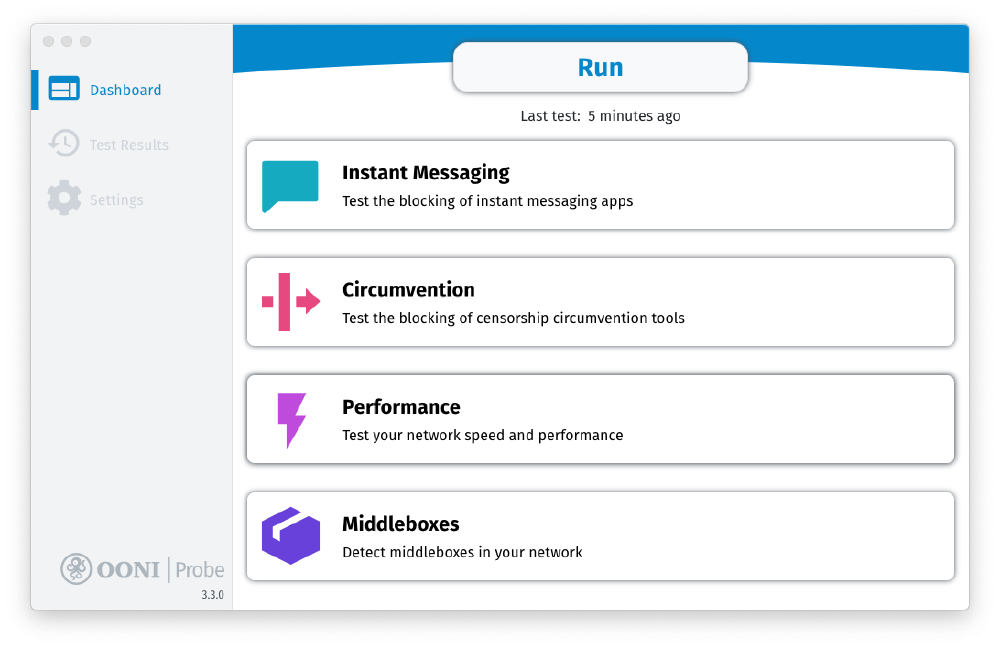 Run
Dashboard
Last test: 5 minutes ago
Test Results
Settings
Instant Messaging
Test the blocking of instant messaging apps
Circumvention
Test the blocking of censorship circumvention tools
Performance
Test your network speed and performance
Middleboxes
Detect middleboxes in your network
OONI | Probe
3.3.0